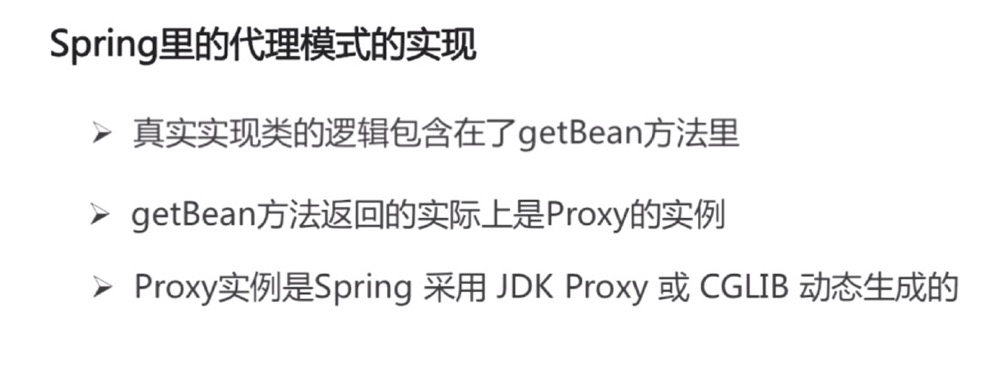 Spring里的代理模式的实现
➢ 真实实现类的逻辑包含在了getBean方法里
➢ getBean方法返回的实际上是Proxy的实例
➢ Proxy实例是Spring 采用 JDK Proxy 或 CGLIB 动态生成的